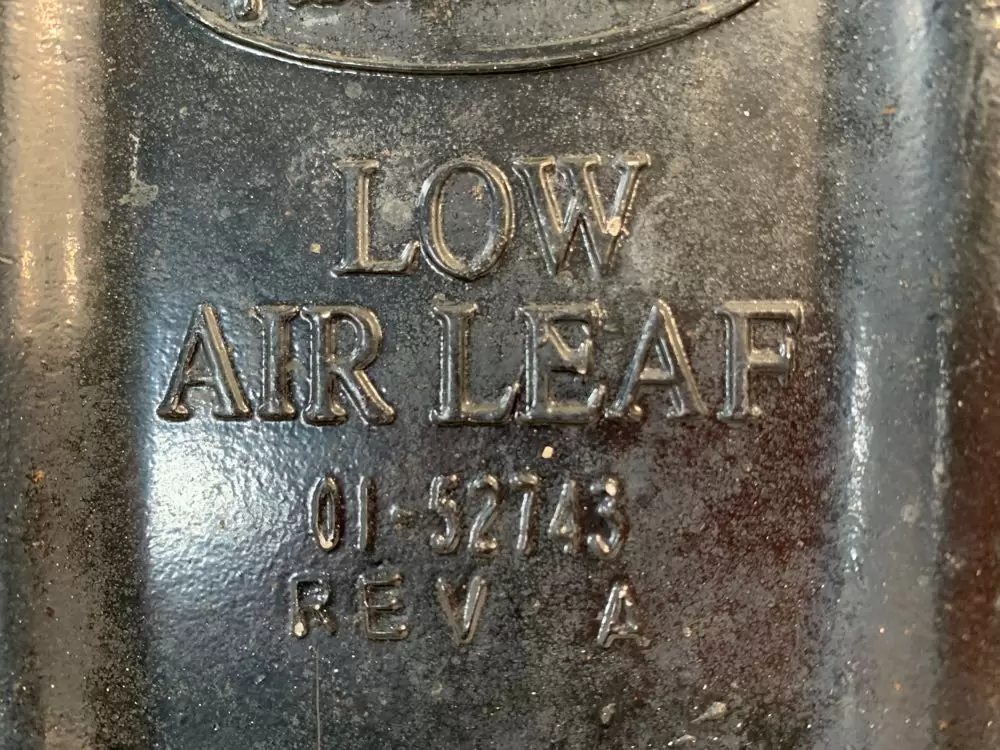 LOW
AIR LEAF
01-52743
REV A